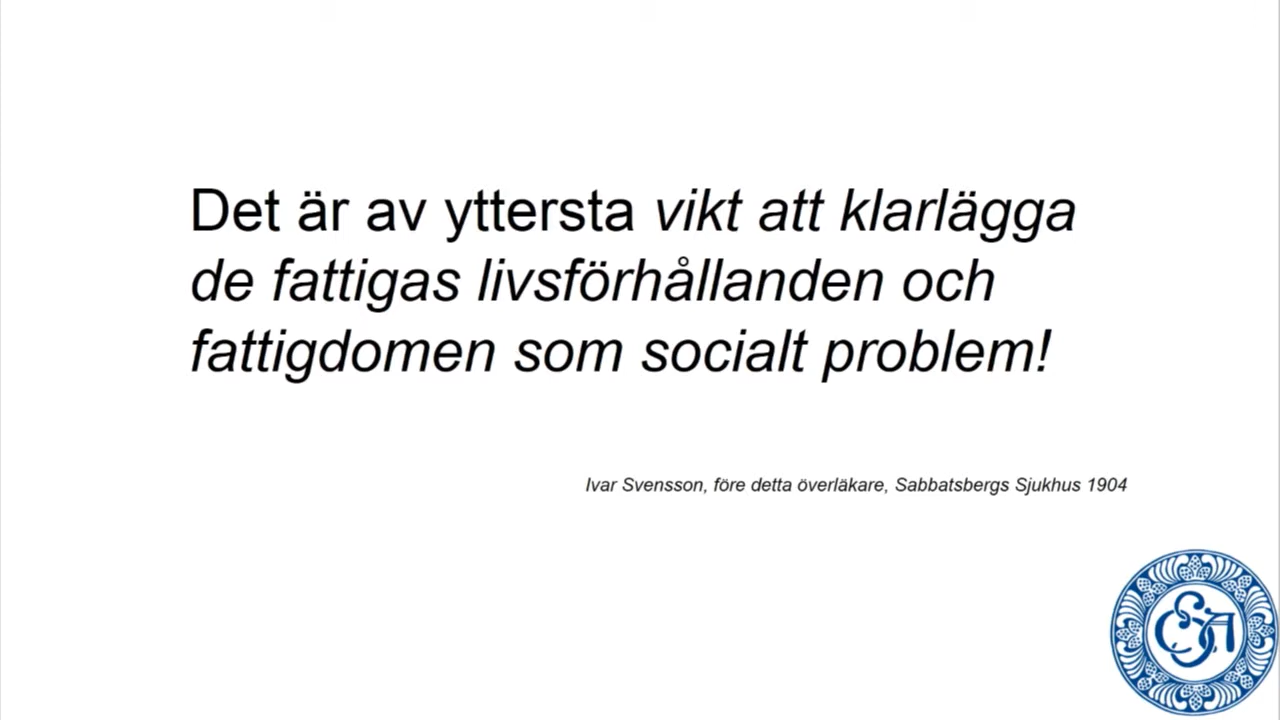 Det är av yttersta vikt att klarlägga
de fattigas livsförhållanden och
fattigdomen som socialt problem!
Ivar Svensson, före detta överläkare, Sabbatsbergs Sjukhus 1904